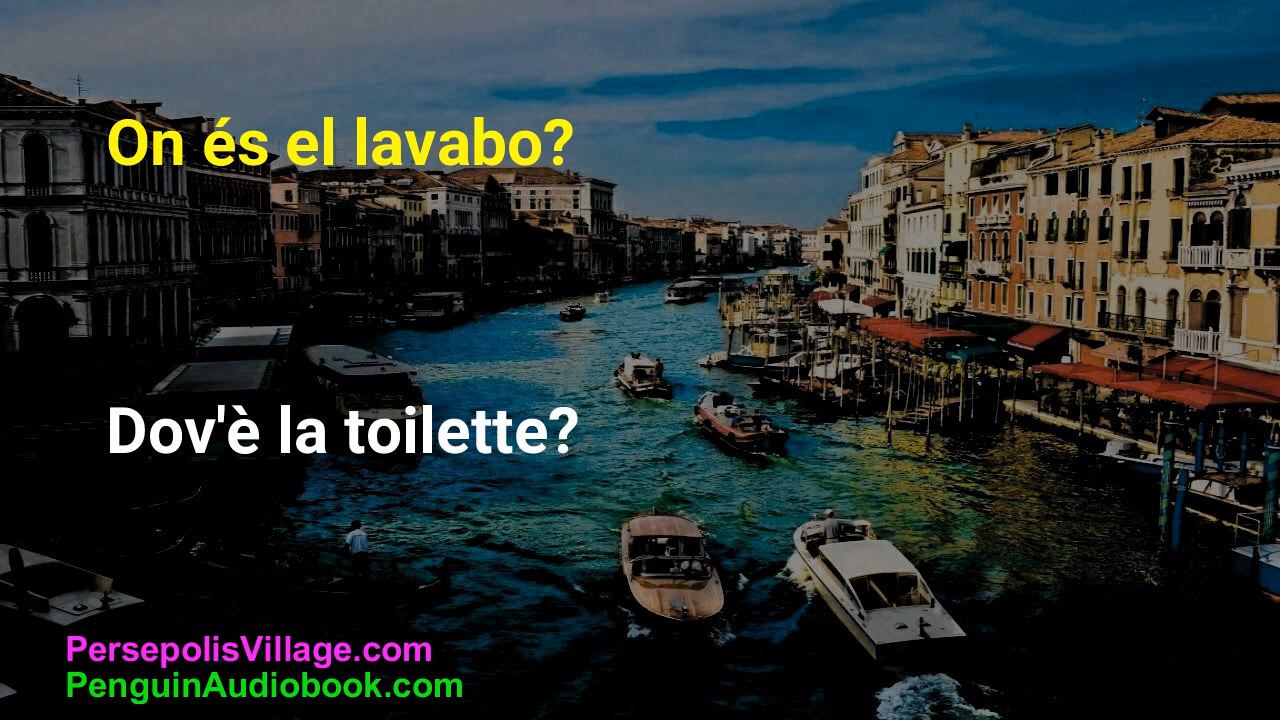 On és el lavabo?
Dov'è la toilette?
PersepolisVillage.com
PenguinAudiobook.com